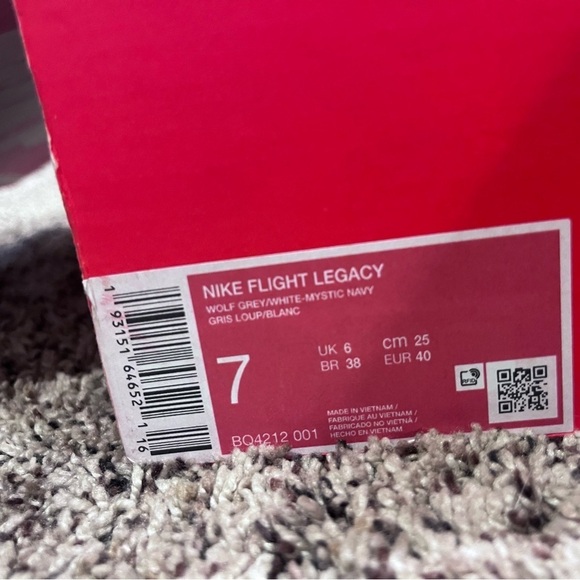 NIKE FLIGHT LEGACY
WOLF GREY/WHITE-MYSTIC NAVY
GRIS LOUP/BLANC
7
UK 6 cm 25
BR 38 EUR 40
MADE IN VIETNAM /
FABRIQUÉ AU VIETNAM /
FABRICADO NO VIETNÃ /
HECHO EN VIETNAM
BQ4212 001
RFID
1 93151 64652 1 16